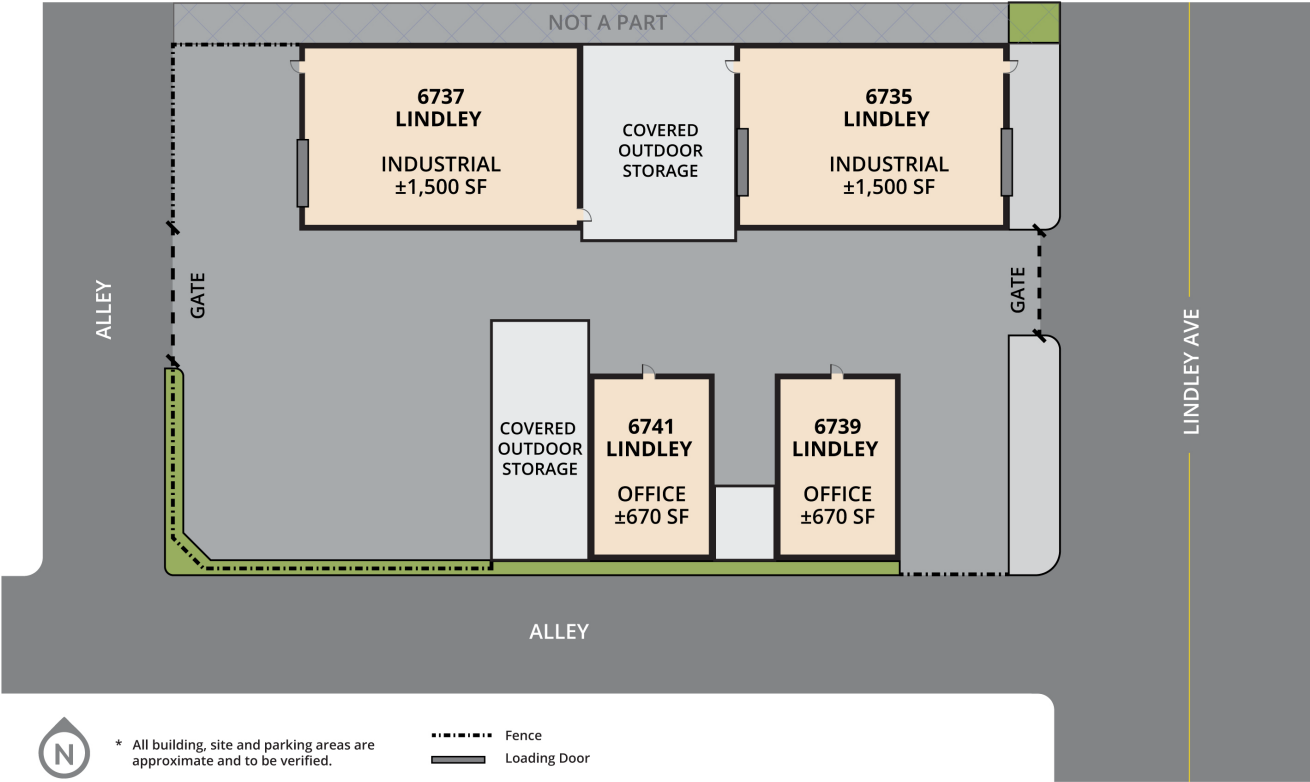 NOT A PART
6737
LINDLEY
INDUSTRIAL
±1,500 SF
COVERED
OUTDOOR
STORAGE
6735
LINDLEY
INDUSTRIAL
±1,500 SF
ALLEY
GATE
GATE
LINDLEY AVE
COVERED
OUTDOOR
STORAGE
6741
LINDLEY
OFFICE
±670 SF
6739
LINDLEY
OFFICE
±670 SF
ALLEY
N
* All building, site and parking areas are
approximate and to be verified.
Fence
Loading Door